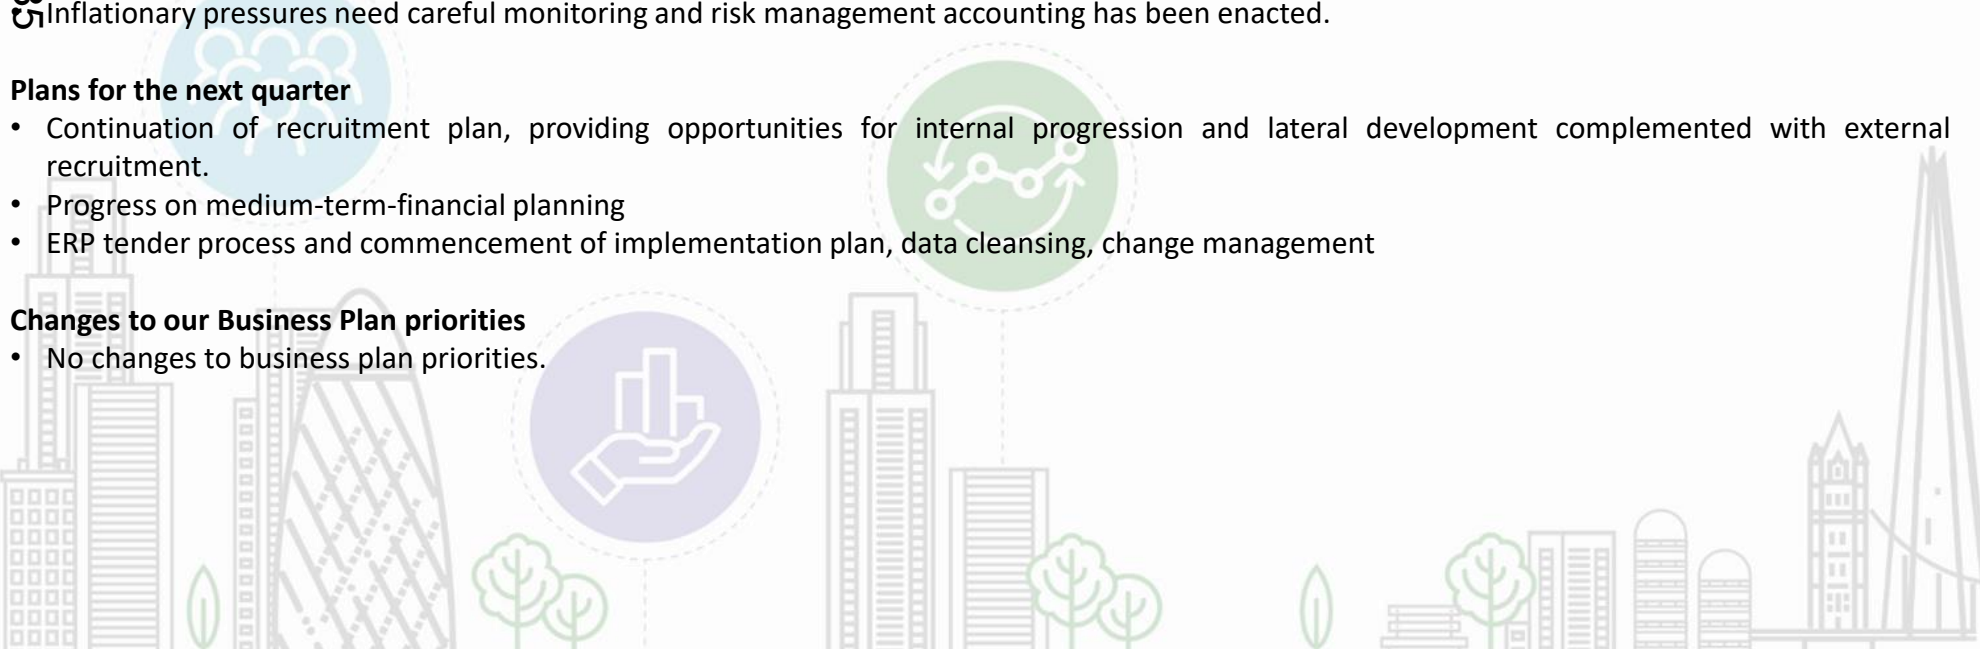 Inflationary pressures need careful monitoring and risk management accounting has been enacted.
Plans for the next quarter
• Continuation of recruitment plan, providing opportunities for internal progression and lateral development complemented with external
recruitment.
• Progress on medium-term-financial planning
• ERP tender process and commencement of implementation plan, data cleansing, change management
Changes to our Business Plan priorities
• No changes to business plan priorities.